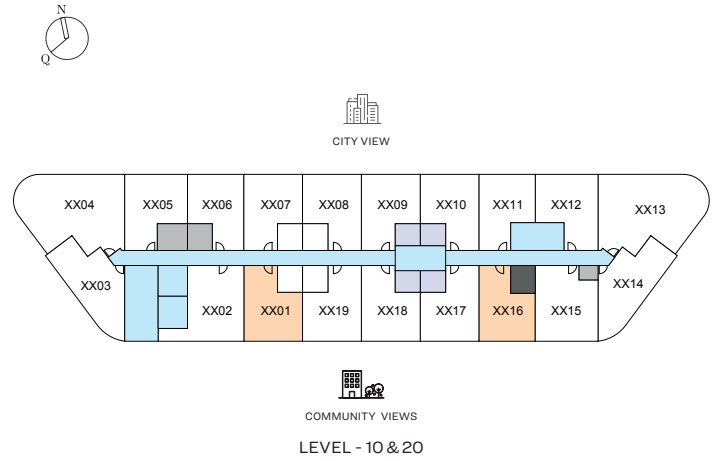 N
Q
CITY VIEW
XX04 XX05 XX06 XX07 XX08 XX09 XX10 XX11 XX12 XX13
XX03 XX14
XX02 XX01 XX19 XX18 XX17 XX16 XX15
COMMUNITY VIEWS
LEVEL - 10 & 20